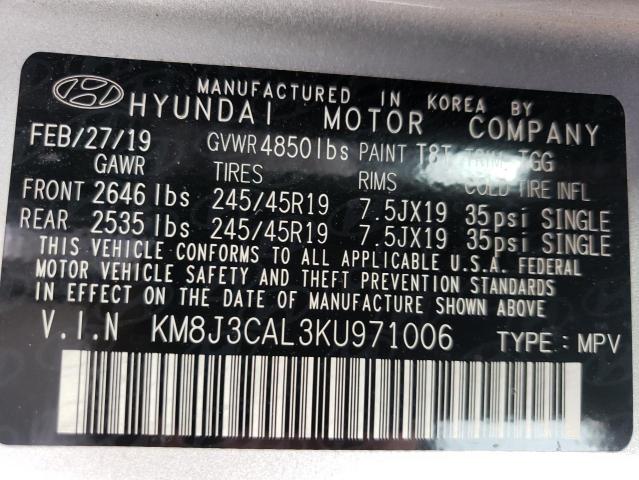 MANUFACTURED IN KOREA BY
HYUNDAI MOTOR COMPANY
FEB/27/19 GVWR 4850lbs PAINT T8T TRIM TGG
GAWR TIRES RIMS COLD TIRE INFL
FRONT 2646 lbs 245/45R19 7.5JX19 35psi SINGLE
REAR 2535 lbs 245/45R19 7.5JX19 35psi SINGLE
THIS VEHICLE CONFORMS TO ALL APPLICABLE U.S.A. FEDERAL
MOTOR VEHICLE SAFETY AND THEFT PREVENTION STANDARDS
IN EFFECT ON THE DATE OF MANUFACTURE SHOWN ABOVE.
V.I.N KM8J3CAL3KU971006 TYPE: MPV